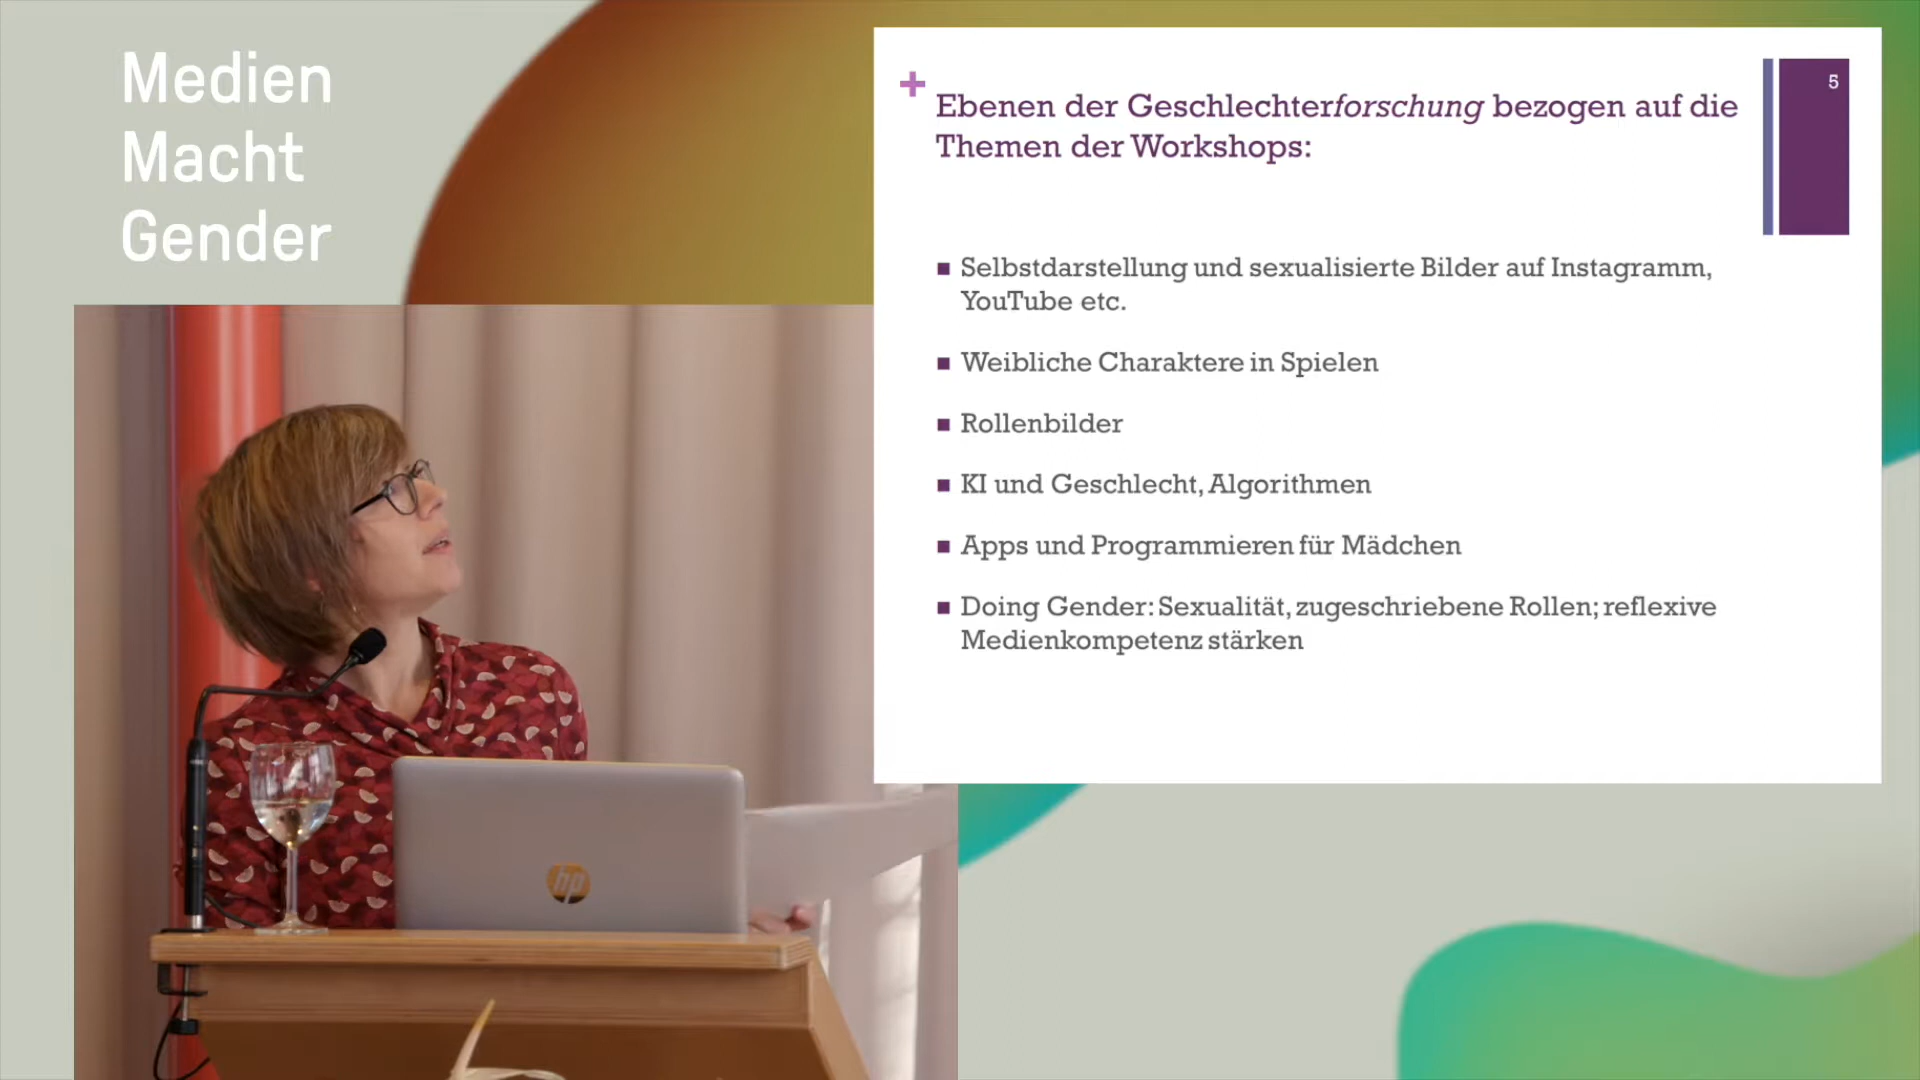 Medien
Macht
Gender
5
Ebenen der Geschlechterforschung bezogen auf die
Themen der Workshops:
Selbstdarstellung und sexualisierte Bilder auf Instagramm,
YouTube etc.
Weibliche Charaktere in Spielen
Rollenbilder
KI und Geschlecht, Algorithmen
Apps und Programmieren für Mädchen
Doing Gender: Sexualität, zugeschriebene Rollen; reflexive
Medienkompetenz stärken
hp